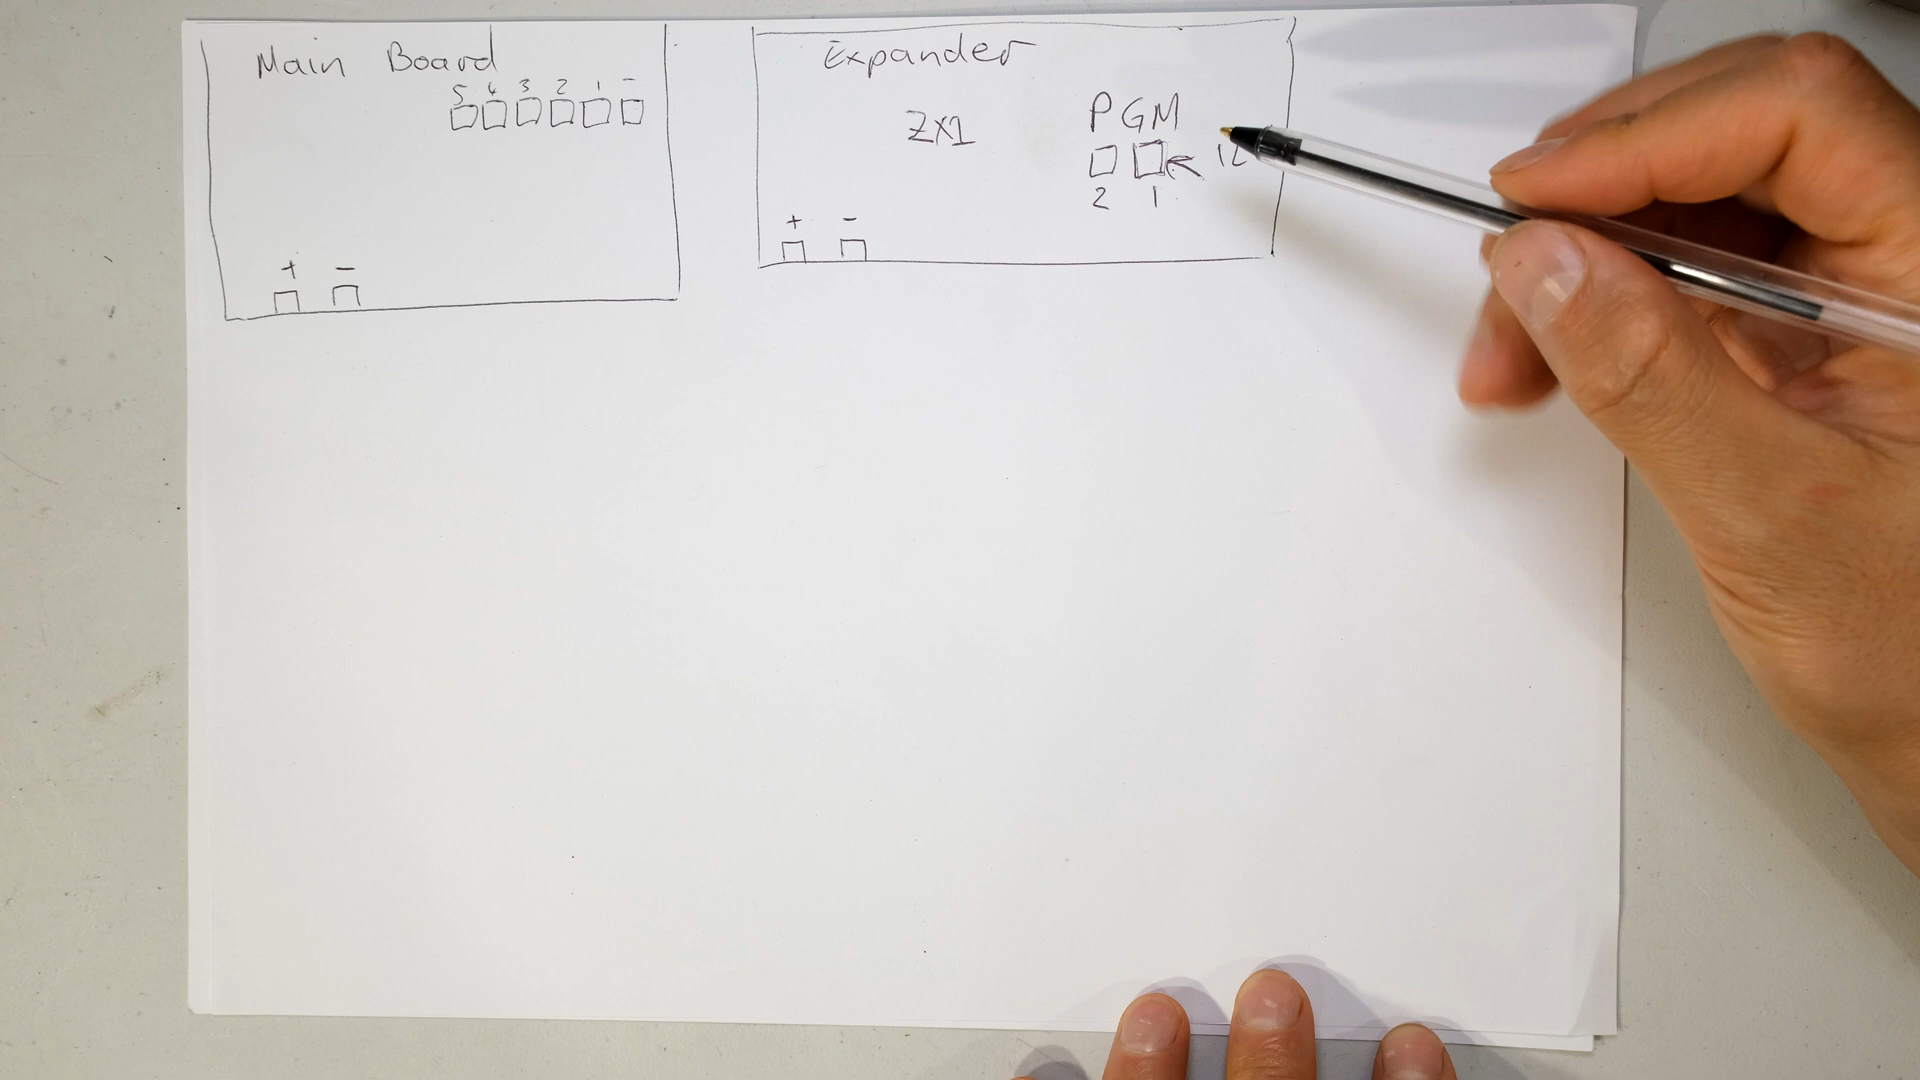 Main Board
5 4 3 2 1 -
+ -
Expander
ZX1
PGM
2 1
+ -